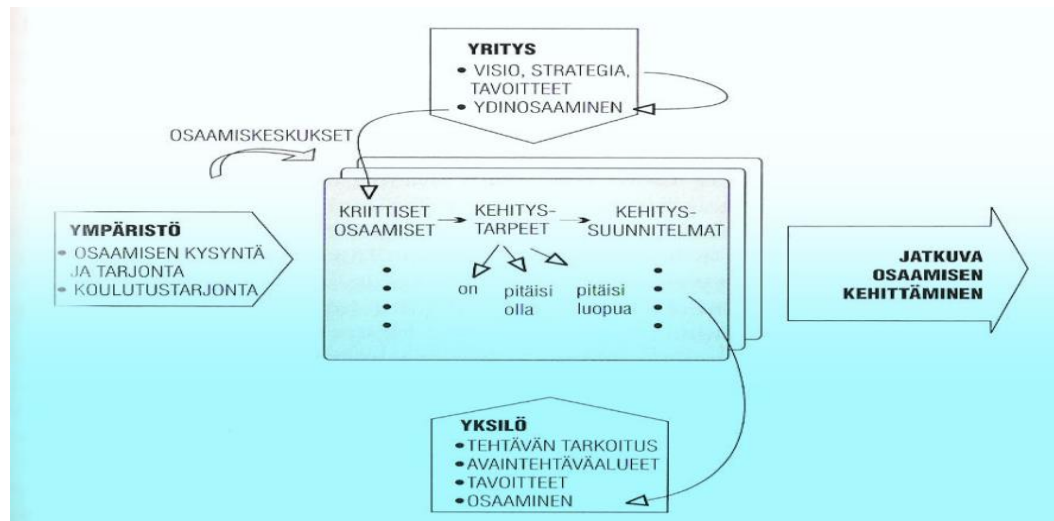 YRITYS
• VISIO, STRATEGIA,
TAVOITTEET
• YDINOSAAMINEN
OSAAMISKESKUKSET
YMPÄRISTÖ
• OSAAMISEN KYSYNTÄ
JA TARJONTA
• KOULUTUSTARJONTA
KRIITTISET
OSAAMISET
KEHITYS-
TARPEET
KEHITYS-
SUUNNITELMAT
on
pitäisi
olla
pitäisi
luopua
JATKUVA
OSAAMISEN
KEHITTÄMINEN
YKSILÖ
• TEHTÄVÄN TARKOITUS
• AVAINTEHTÄVÄALUEET
• TAVOITTEET
• OSAAMINEN